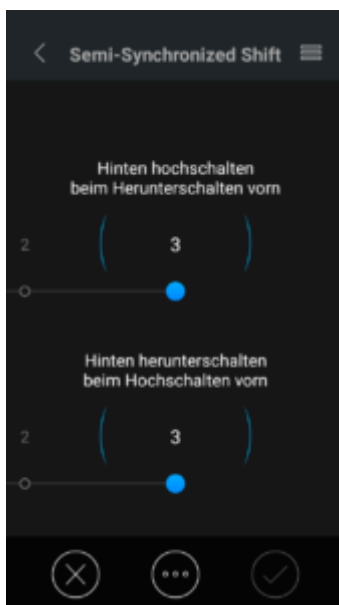 Semi-Synchronized Shift
Hinten hochschalten
beim Herunterschalten vorn
2 3
Hinten herunterschalten
beim Hochschalten vorn
2 3